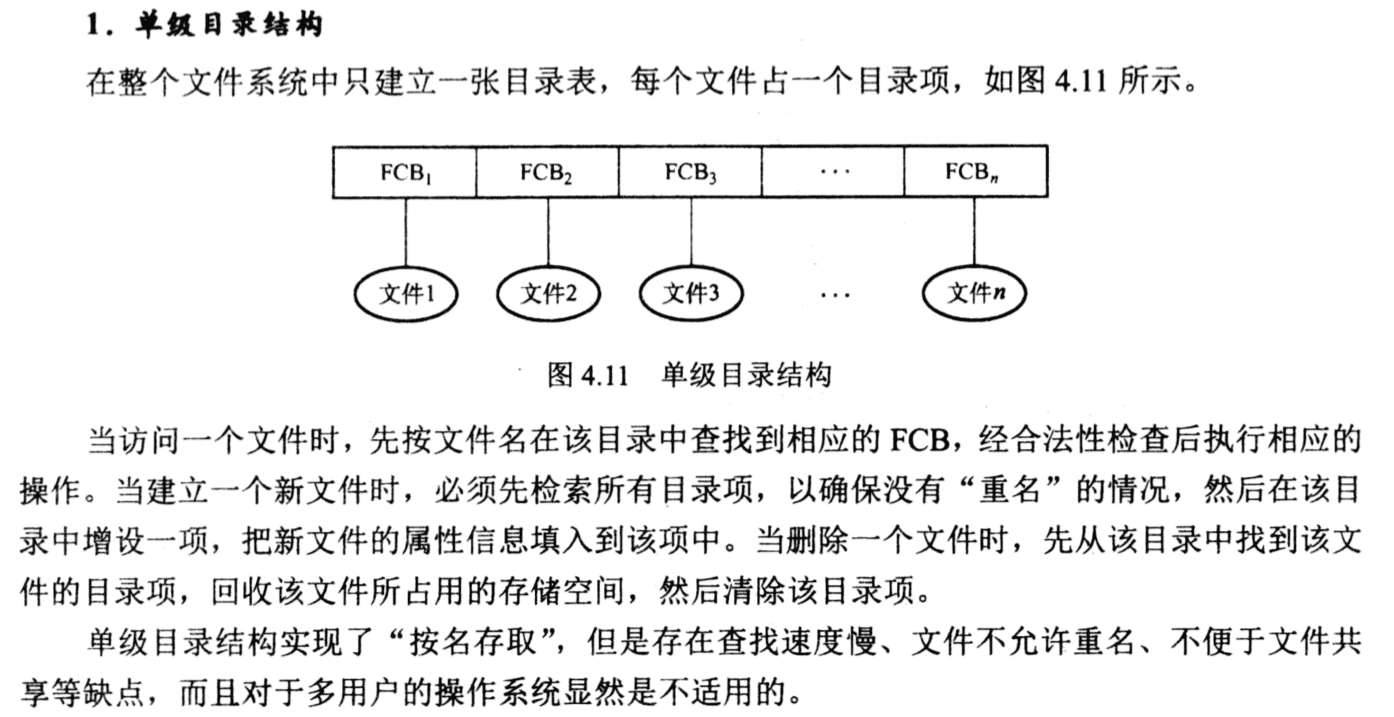 1. 单级目录结构
在整个文件系统中只建立一张目录表，每个文件占一个目录项，如图 4.11 所示。
FCB₁ FCB₂ FCB₃ … FCBₙ
文件1 文件2 文件3 … 文件n
图 4.11 单级目录结构
当访问一个文件时，先按文件名在该目录中查找到相应的 FCB，经合法性检查后执行相应的
操作。当建立一个新文件时，必须先检索所有目录项，以确保没有“重名”的情况，然后在该目
录中增设一项，把新文件的属性信息填入到该项中。当删除一个文件时，先从该目录中找到该文
件的目录项，回收该文件所占用的存储空间，然后清除该目录项。
单级目录结构实现了“按名存取”，但是存在查找速度慢、文件不允许重名、不便于文件共
享等缺点，而且对于多用户的操作系统显然是不适用的。